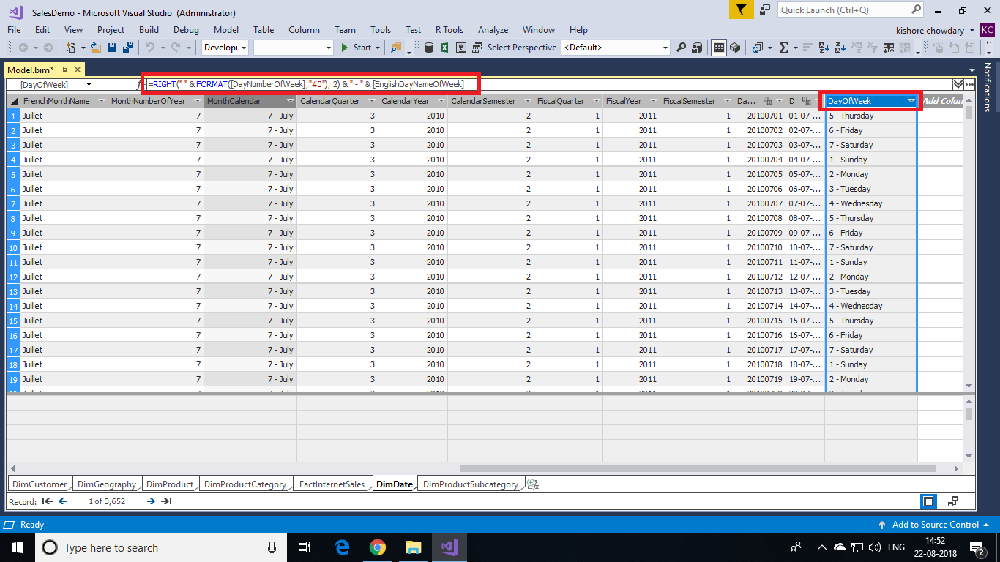 SalesDemo - Microsoft Visual Studio (Administrator)
Quick Launch (Ctrl+Q)
File Edit View Project Build Debug Model Table Column Team Tools Test R Tools Analyze Window Help
kishore chowdary KC
Develop Start Select Perspective <Default>
Model.bim*
Notifications
[DayOfWeek] =RIGHT(" " & FORMAT([DayNumberOfWeek],"#0"), 2) & " - " & [EnglishDayNameOfWeek]
FrenchMonthName MonthNumberOfYear MonthCalendar CalendarQuarter CalendarYear CalendarSemester FiscalQuarter FiscalYear FiscalSemester Da... D DayOfWeek Add Colum
1 Juillet 7 7 - July 3 2010 2 1 2011 1 20100701 01-07-... 5 - Thursday
2 Juillet 7 7 - July 3 2010 2 1 2011 1 20100702 02-07-... 6 - Friday
3 Juillet 7 7 - July 3 2010 2 1 2011 1 20100703 03-07-... 7 - Saturday
4 Juillet 7 7 - July 3 2010 2 1 2011 1 20100704 04-07-... 1 - Sunday
5 Juillet 7 7 - July 3 2010 2 1 2011 1 20100705 05-07-... 2 - Monday
6 Juillet 7 7 - July 3 2010 2 1 2011 1 20100706 06-07-... 3 - Tuesday
7 Juillet 7 7 - July 3 2010 2 1 2011 1 20100707 07-07-... 4 - Wednesday
8 Juillet 7 7 - July 3 2010 2 1 2011 1 20100708 08-07-... 5 - Thursday
9 Juillet 7 7 - July 3 2010 2 1 2011 1 20100709 09-07-... 6 - Friday
10 Juillet 7 7 - July 3 2010 2 1 2011 1 20100710 10-07-... 7 - Saturday
11 Juillet 7 7 - July 3 2010 2 1 2011 1 20100711 11-07-... 1 - Sunday
12 Juillet 7 7 - July 3 2010 2 1 2011 1 20100712 12-07-... 2 - Monday
13 Juillet 7 7 - July 3 2010 2 1 2011 1 20100713 13-07-... 3 - Tuesday
14 Juillet 7 7 - July 3 2010 2 1 2011 1 20100714 14-07-... 4 - Wednesday
15 Juillet 7 7 - July 3 2010 2 1 2011 1 20100715 15-07-... 5 - Thursday
16 Juillet 7 7 - July 3 2010 2 1 2011 1 20100716 16-07-... 6 - Friday
17 Juillet 7 7 - July 3 2010 2 1 2011 1 20100717 17-07-... 7 - Saturday
18 Juillet 7 7 - July 3 2010 2 1 2011 1 20100718 18-07-... 1 - Sunday
19 Juillet 7 7 - July 3 2010 2 1 2011 1 20100719 19-07-... 2 - Monday
DimCustomer DimGeography DimProduct DimProductCategory FactInternetSales DimDate DimProductSubcategory
Record: 1 of 3,652
Ready Add to Source Control
Type here to search
ENG 14:52
22-08-2018 2